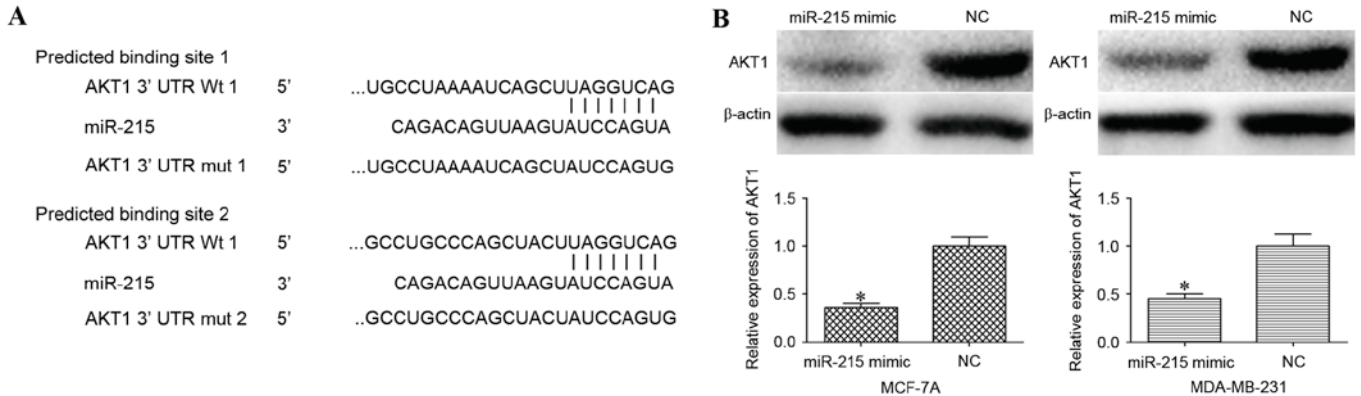 A
Predicted binding site 1
AKT1 3’ UTR Wt 1 5’ ...UGCCUAAAAUCAGCUUAGGUCAG
miR-215 3’ CAGACAGUUAAGUAUCCAGUA
AKT1 3’ UTR mut 1 5’ ...UGCCUAAAAUCAGCUAUCCAGUG
Predicted binding site 2
AKT1 3’ UTR Wt 1 5’ ...GCCUGCCCAGCUACUUAGGUCAG
miR-215 3’ CAGACAGUUAAGUAUCCAGUA
AKT1 3’ UTR mut 2 5’ ..GCCUGCCCAGCUACUAUCCAGUG
B
miR-215 mimic NC
AKT1
β-actin
Relative expression of AKT1
1.5
1.0
0.5
0.0
*
miR-215 mimic NC
MCF-7A
miR-215 mimic NC
AKT1
β-actin
Relative expression of AKT1
1.5
1.0
0.5
0.0
*
miR-215 mimic NC
MDA-MB-231